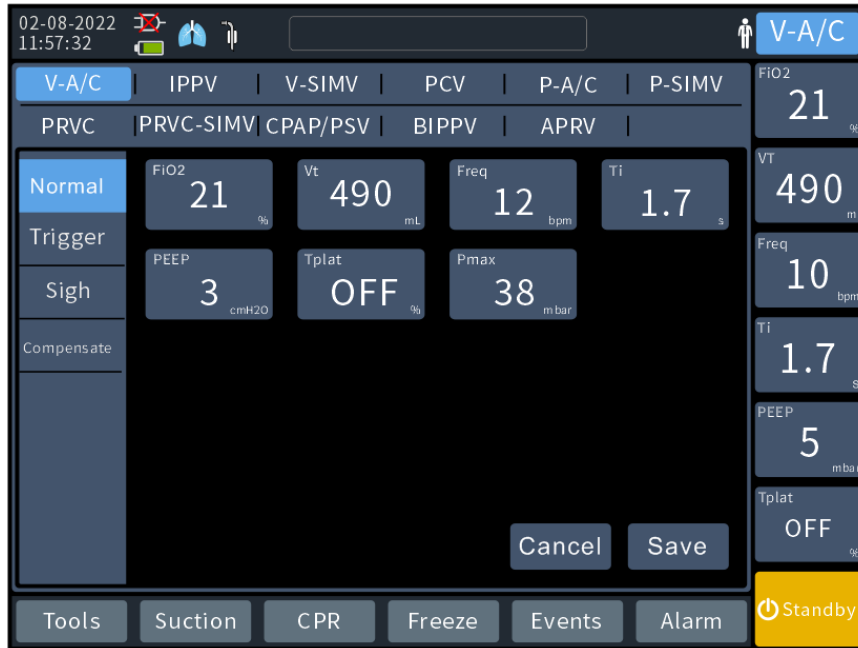 02-08-2022
11:57:32
V-A/C
V-A/C IPPV V-SIMV PCV P-A/C P-SIMV
PRVC PRVC-SIMV CPAP/PSV BIPPV APRV
Normal
Trigger
Sigh
Compensate
FiO2
21
%
Vt
490
mL
Freq
12
bpm
Ti
1.7
s
PEEP
3
cmH2O
Tplat
OFF
%
Pmax
38
mbar
Cancel Save
FiO2
21
%
VT
490
m
Freq
10
bpm
Ti
1.7
s
PEEP
5
mbar
Tplat
OFF
%
Standby
Tools Suction CPR Freeze Events Alarm